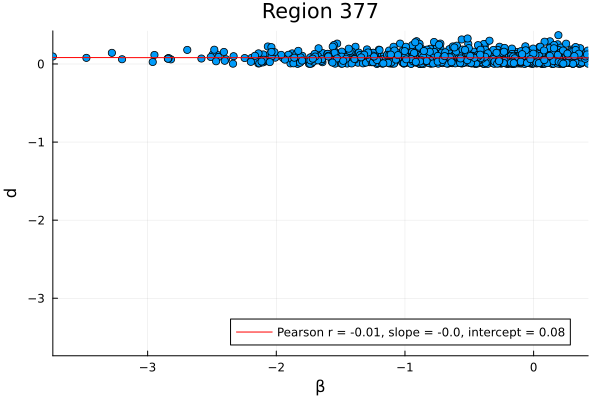 Region 377
0
−1
−2
−3
d
Pearson r = -0.01, slope = -0.0, intercept = 0.08
−3
−2
−1
0
β